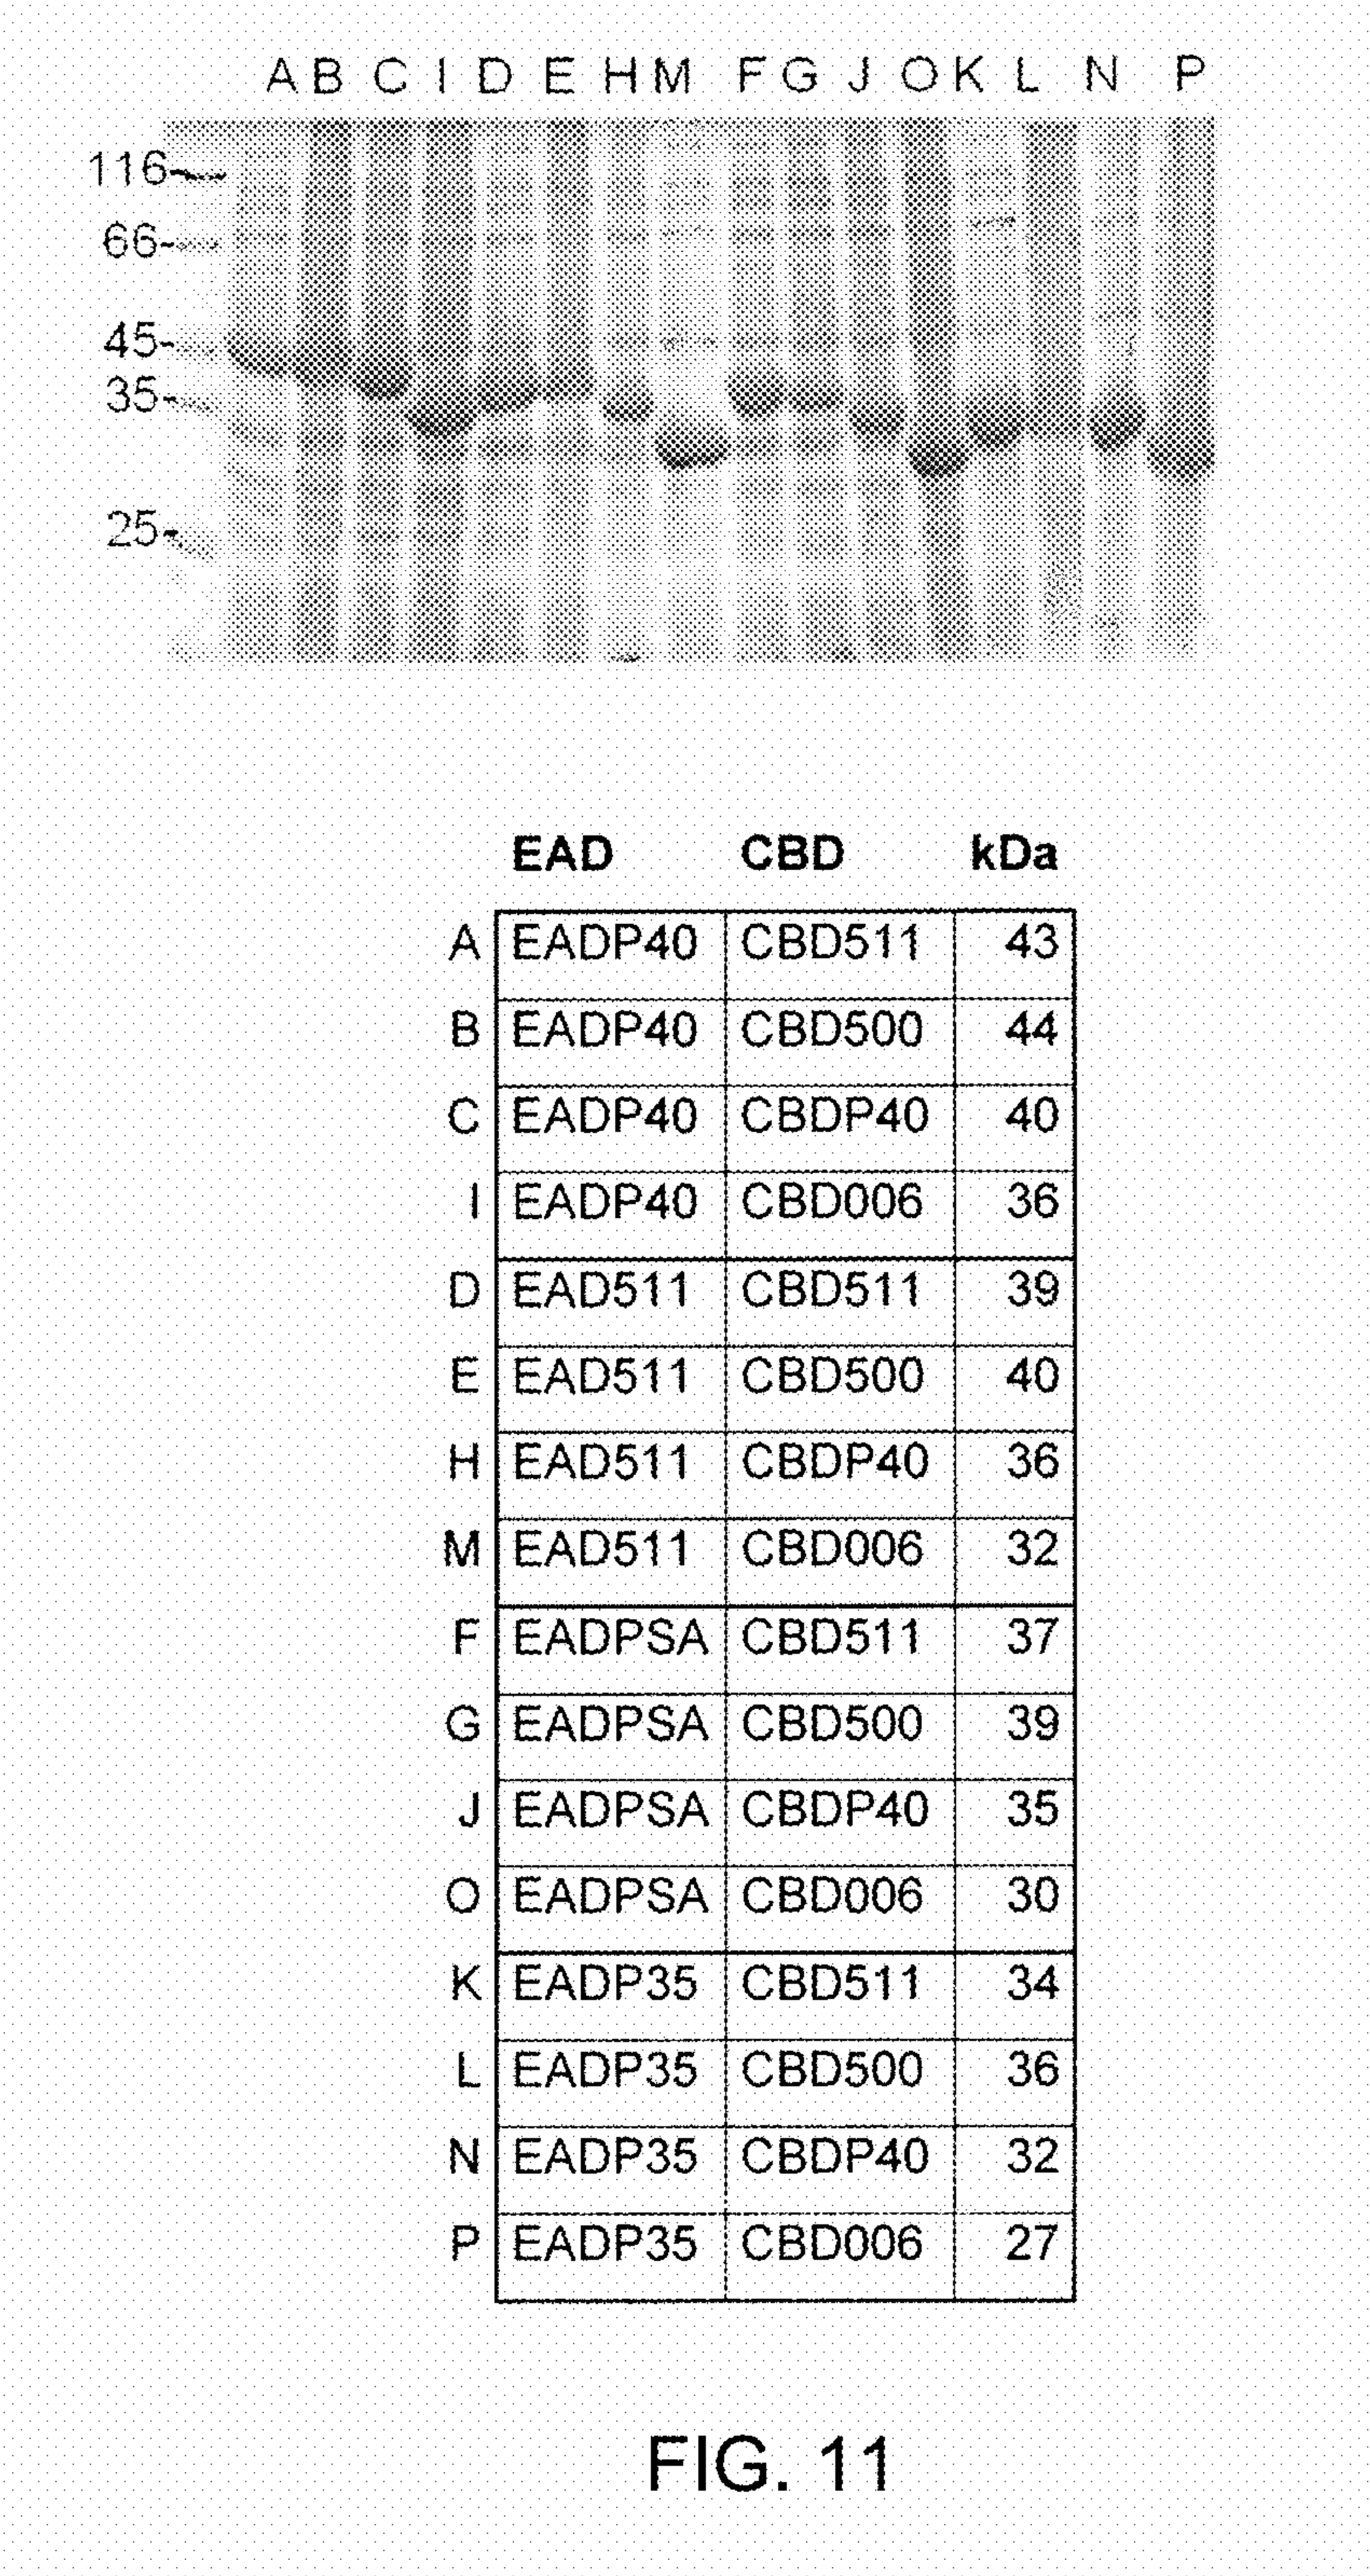 A B C I D E H M F G J O K L N P
116-
66-
45-
35-
25-
EAD CBD kDa
A EADP40 CBD511 43
B EADP40 CBD500 44
C EADP40 CBDP40 40
I EADP40 CBD006 36
D EAD511 CBD511 39
E EAD511 CBD500 40
H EAD511 CBDP40 36
M EAD511 CBD006 32
F EADPSA CBD511 37
G EADPSA CBD500 39
J EADPSA CBDP40 35
O EADPSA CBD006 30
K EADP35 CBD511 34
L EADP35 CBD500 36
N EADP35 CBDP40 32
P EADP35 CBD006 27
FIG. 11